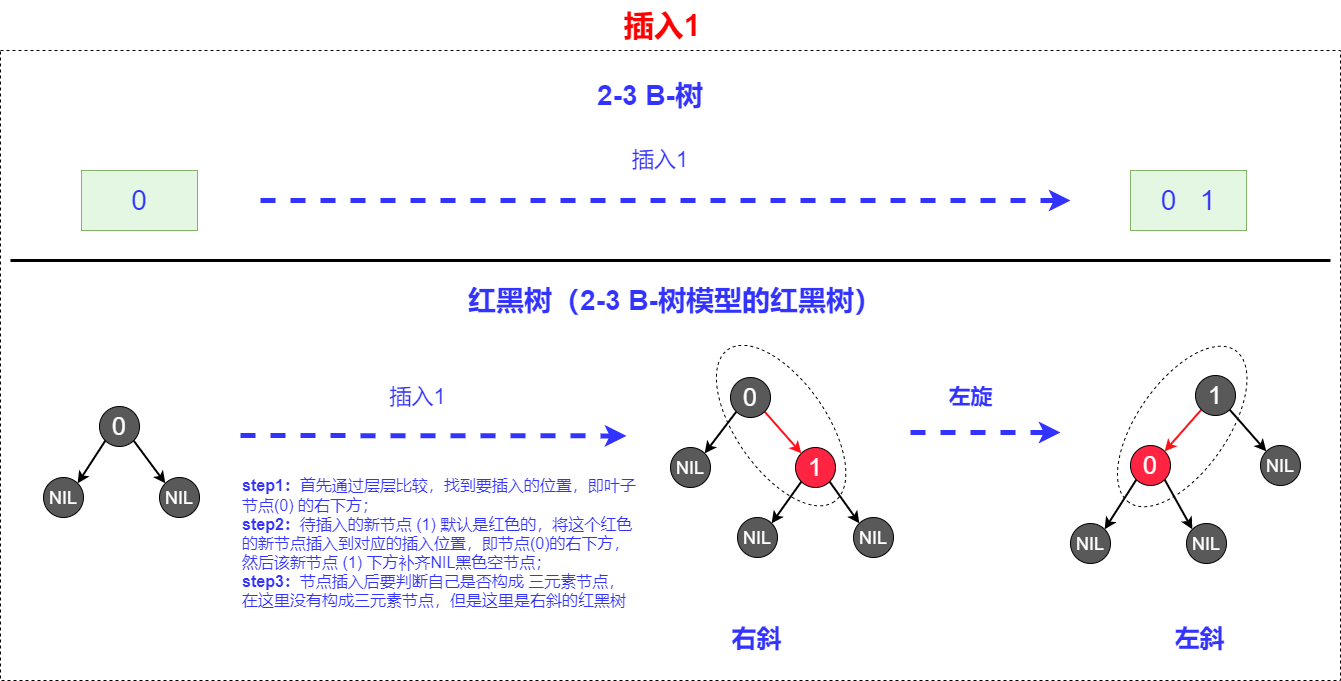 插入1
2-3 B-树
插入1
0
0 1
红黑树（2-3 B-树模型的红黑树）
插入1
左旋
0
NIL
NIL
step1：首先通过层层比较，找到要插入的位置，即叶子
节点(0) 的右下方；
step2：待插入的新节点 (1) 默认是红色的，将这个红色
的新节点插入到对应的插入位置，即节点(0)的右下方，
然后该新节点 (1) 下方补齐NIL黑色空节点；
step3：节点插入后要判断自己是否构成 三元素节点，
在这里没有构成三元素节点，但是这里是右斜的红黑树
0
NIL
1
NIL
NIL
1
0
NIL
NIL
NIL
右斜
左斜